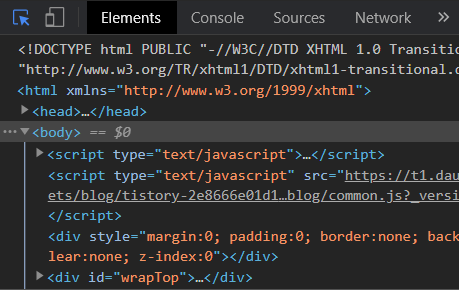 Elements Console Sources Network »
<!DOCTYPE html PUBLIC "-//W3C//DTD XHTML 1.0 Transiti
"http://www.w3.org/TR/xhtml1/DTD/xhtml1-transitional.
<html xmlns="http://www.w3.org/1999/xhtml">
<head>…</head>
… <body> == $0
<script type="text/javascript">…</script>
<script type="text/javascript" src="https://t1.dau
ets/blog/tistory-2e8666e01d1…blog/common.js?_versi
</script>
<div style="margin:0; padding:0; border:none; back
lear:none; z-index:0"></div>
<div id="wrapTop">…</div>